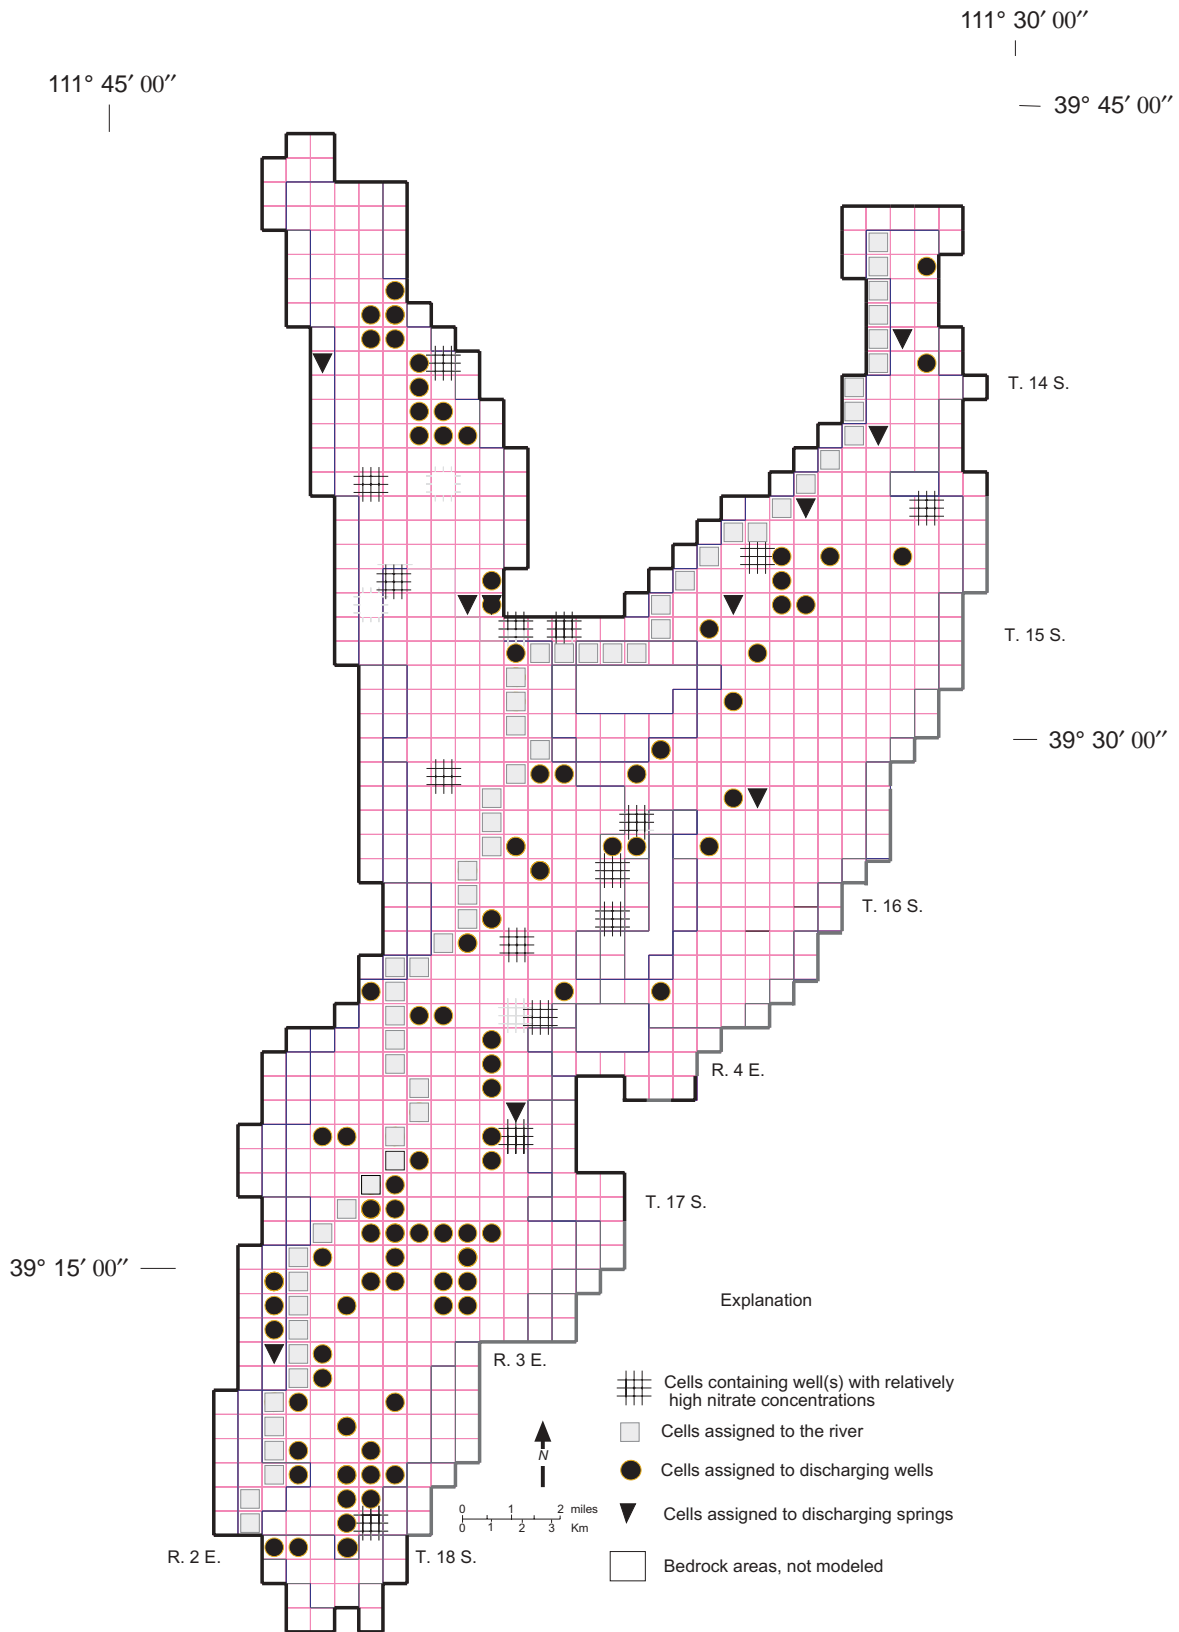 111° 30′ 00″
111° 45′ 00″
39° 45′ 00″
T. 14 S.
T. 15 S.
39° 30′ 00″
T. 16 S.
R. 4 E.
T. 17 S.
39° 15′ 00″
Explanation
R. 3 E.
Cells containing well(s) with relatively
high nitrate concentrations
Cells assigned to the river
N
Cells assigned to discharging wells
0 1 2 miles
0 1 2 3 Km
Cells assigned to discharging springs
R. 2 E.
T. 18 S.
Bedrock areas, not modeled